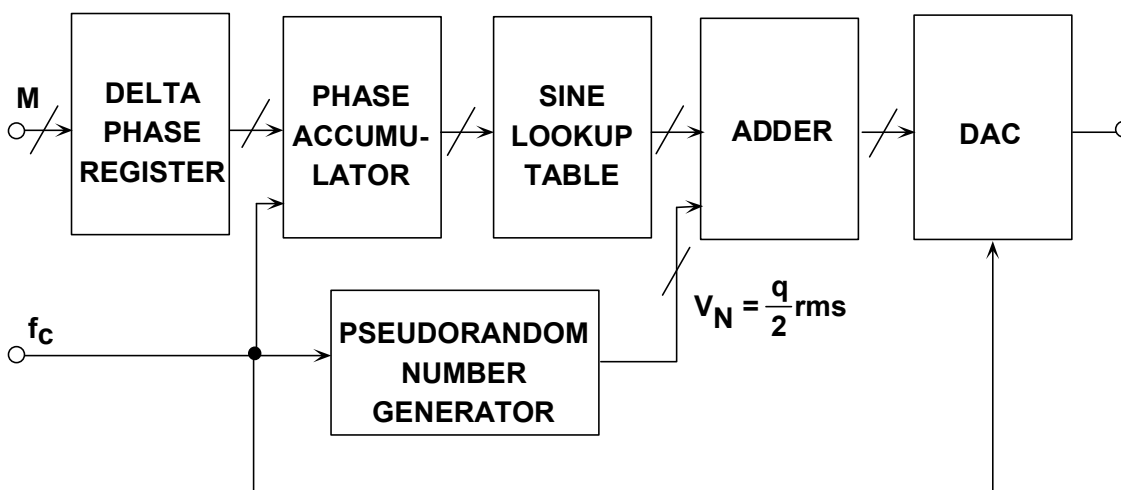 M
DELTA
PHASE
REGISTER
PHASE
ACCUMU-
LATOR
SINE
LOOKUP
TABLE
ADDER
DAC
fc
PSEUDORANDOM
NUMBER
GENERATOR
VN = q/2 rms